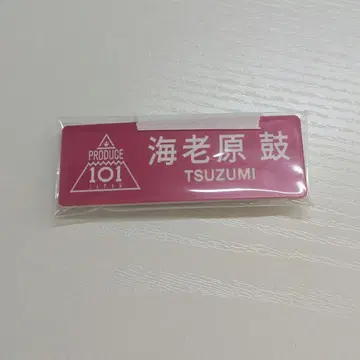 PRODUCE
101
JAPAN
海老原 鼓
TSUZUMI